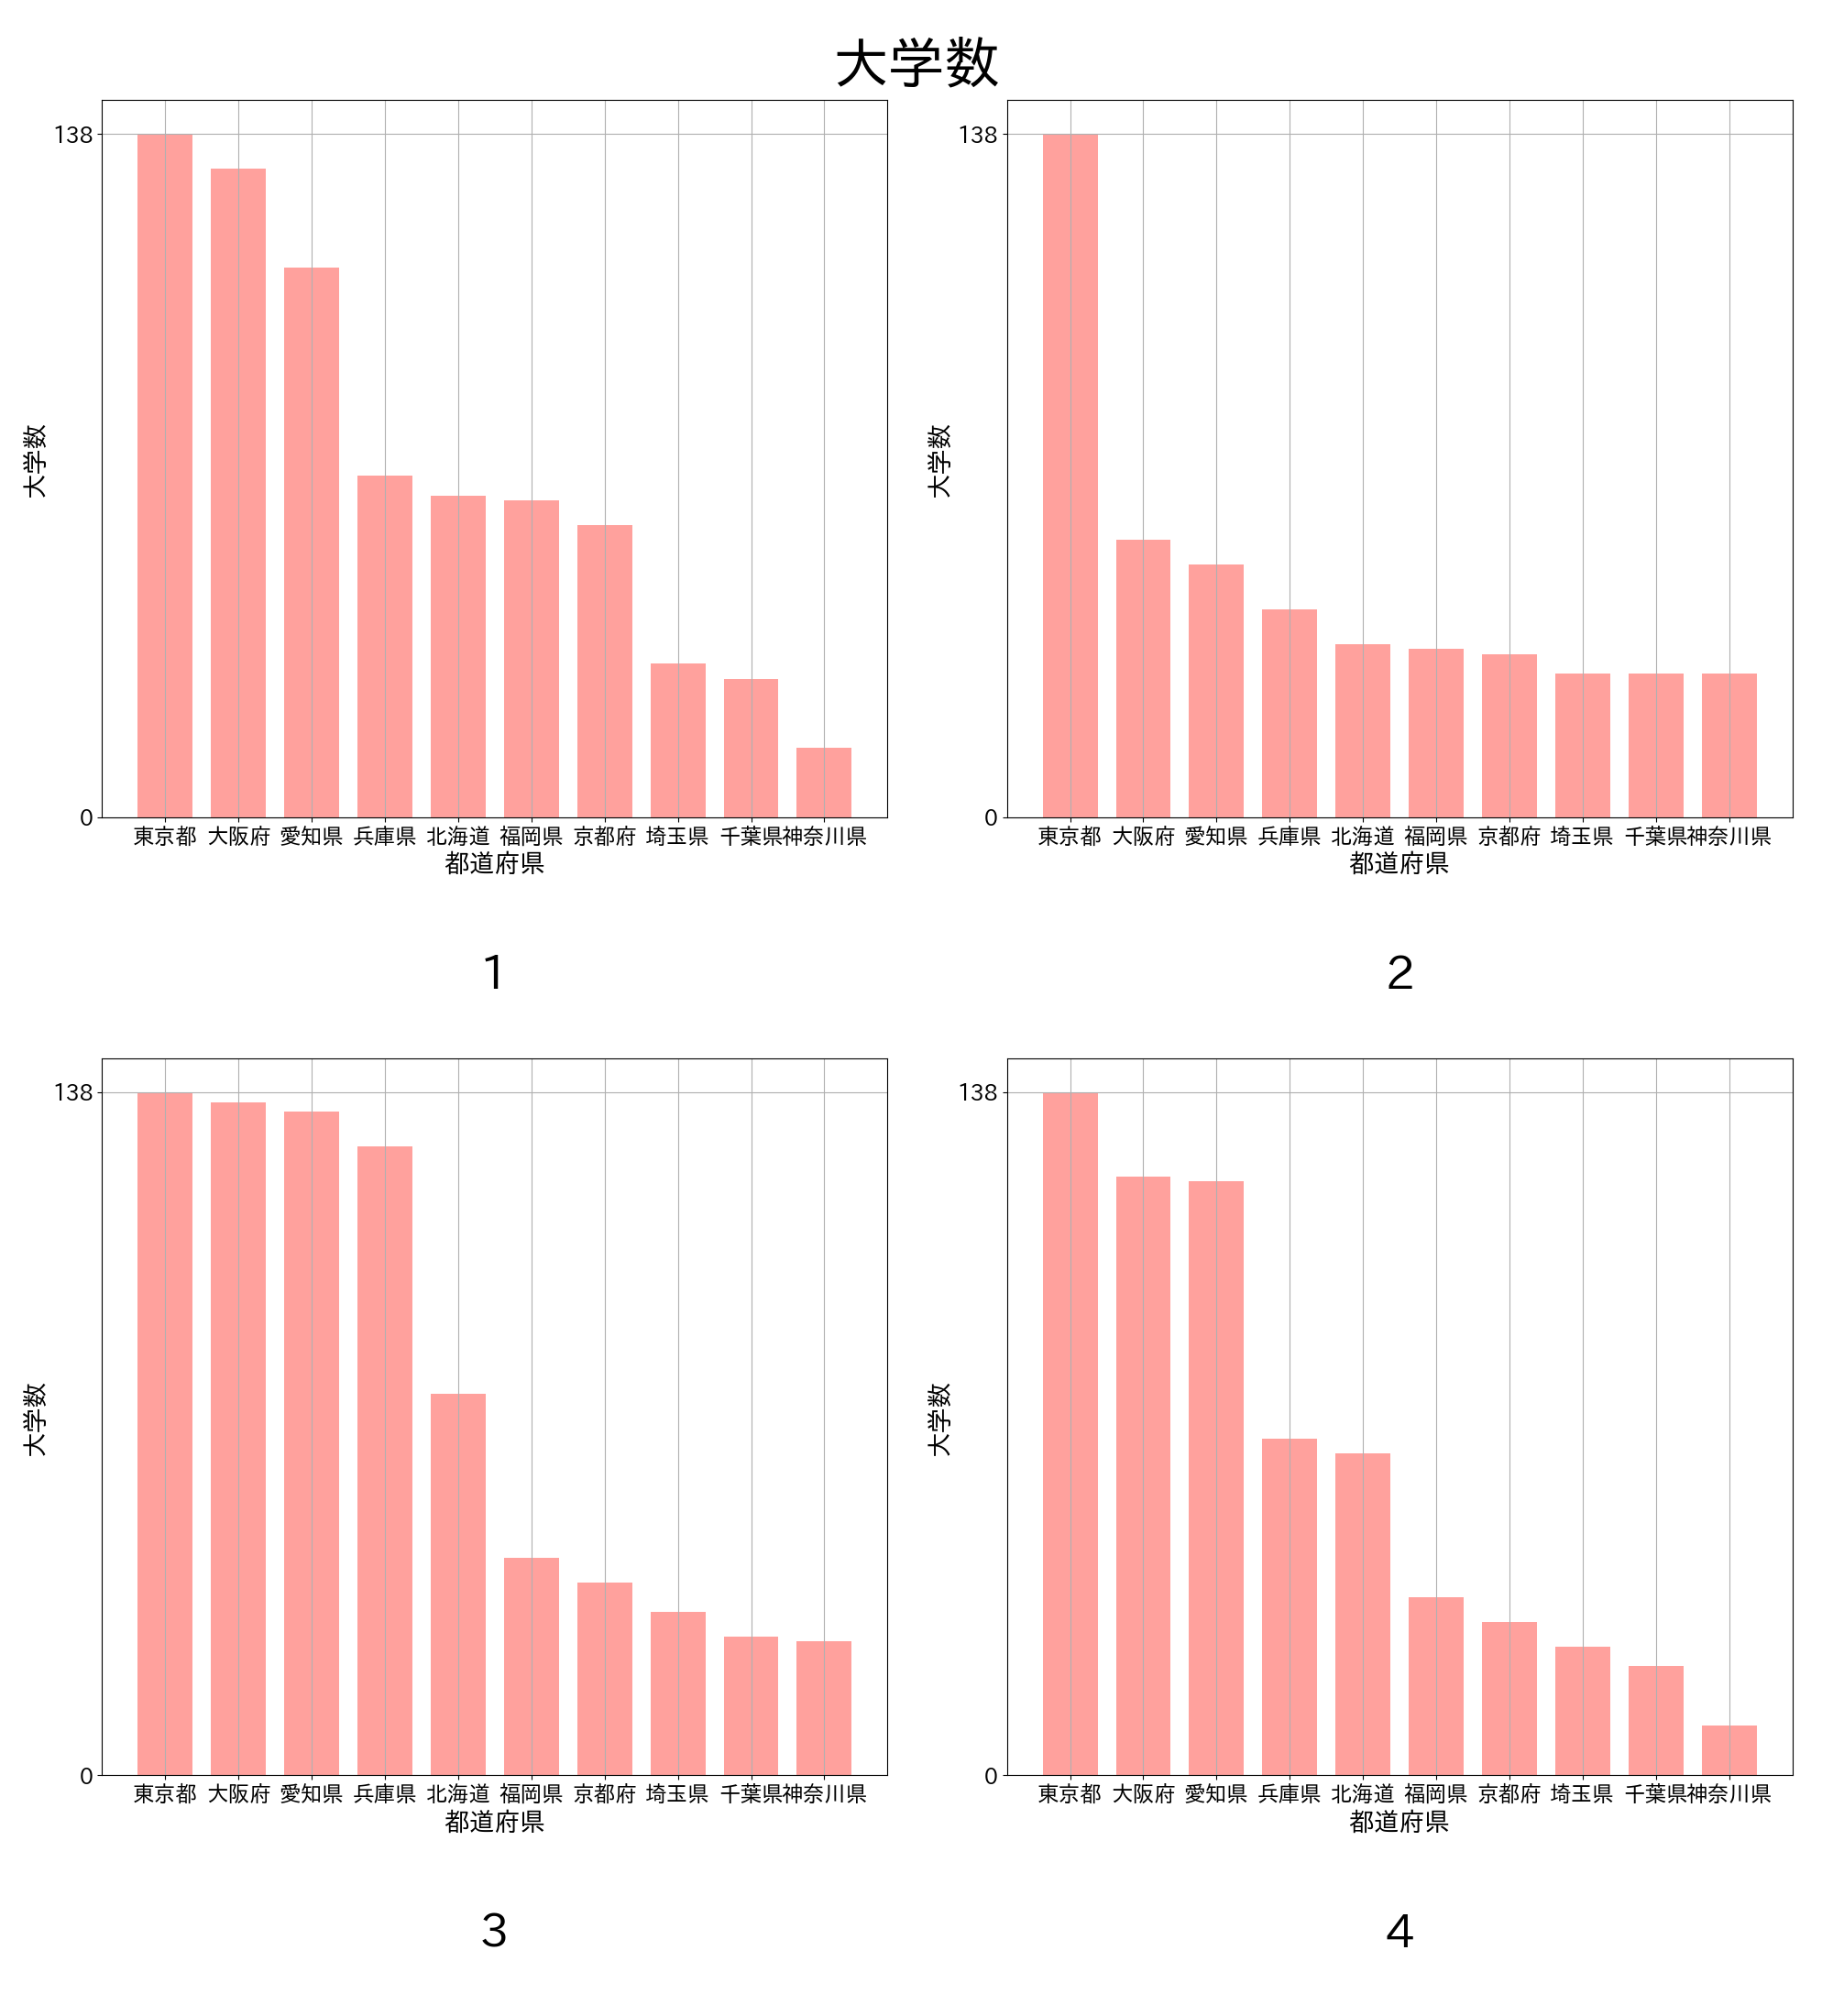 大学数
138
0
大学数
東京都 大阪府 愛知県 兵庫県 北海道 福岡県 京都府 埼玉県 千葉県 神奈川県
都道府県
1
138
0
大学数
東京都 大阪府 愛知県 兵庫県 北海道 福岡県 京都府 埼玉県 千葉県 神奈川県
都道府県
2
138
0
大学数
東京都 大阪府 愛知県 兵庫県 北海道 福岡県 京都府 埼玉県 千葉県 神奈川県
都道府県
3
138
0
大学数
東京都 大阪府 愛知県 兵庫県 北海道 福岡県 京都府 埼玉県 千葉県 神奈川県
都道府県
4